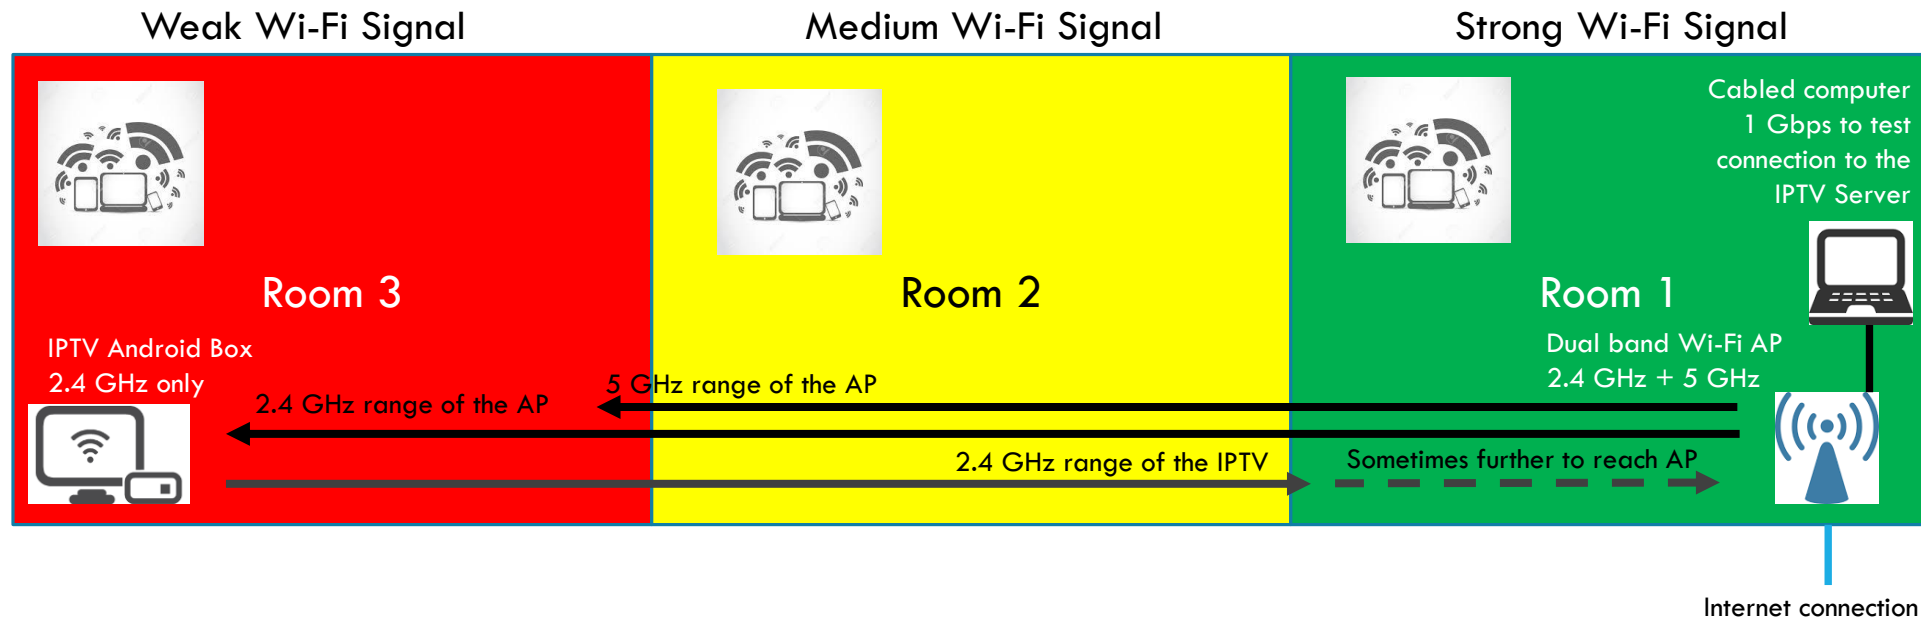 Weak Wi-Fi Signal
Medium Wi-Fi Signal
Strong Wi-Fi Signal
Cabled computer
1 Gbps to test
connection to the
IPTV Server
Room 3
Room 2
Room 1
IPTV Android Box
2.4 GHz only
Dual band Wi-Fi AP
2.4 GHz + 5 GHz
5 GHz range of the AP
2.4 GHz range of the AP
2.4 GHz range of the IPTV
Sometimes further to reach AP
Internet connection